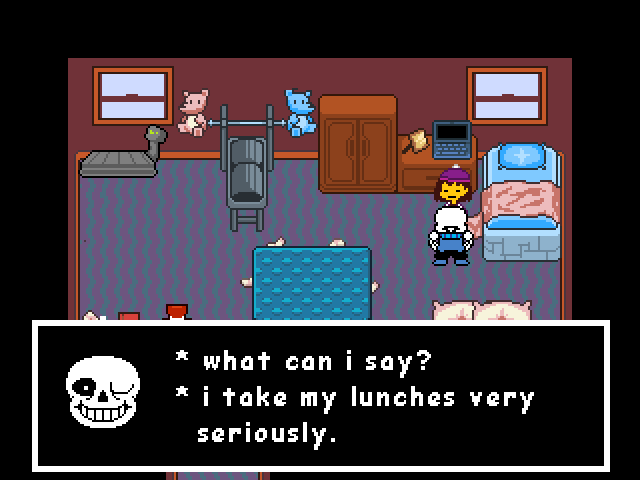 * what can i say?
* i take my lunches very
seriously.